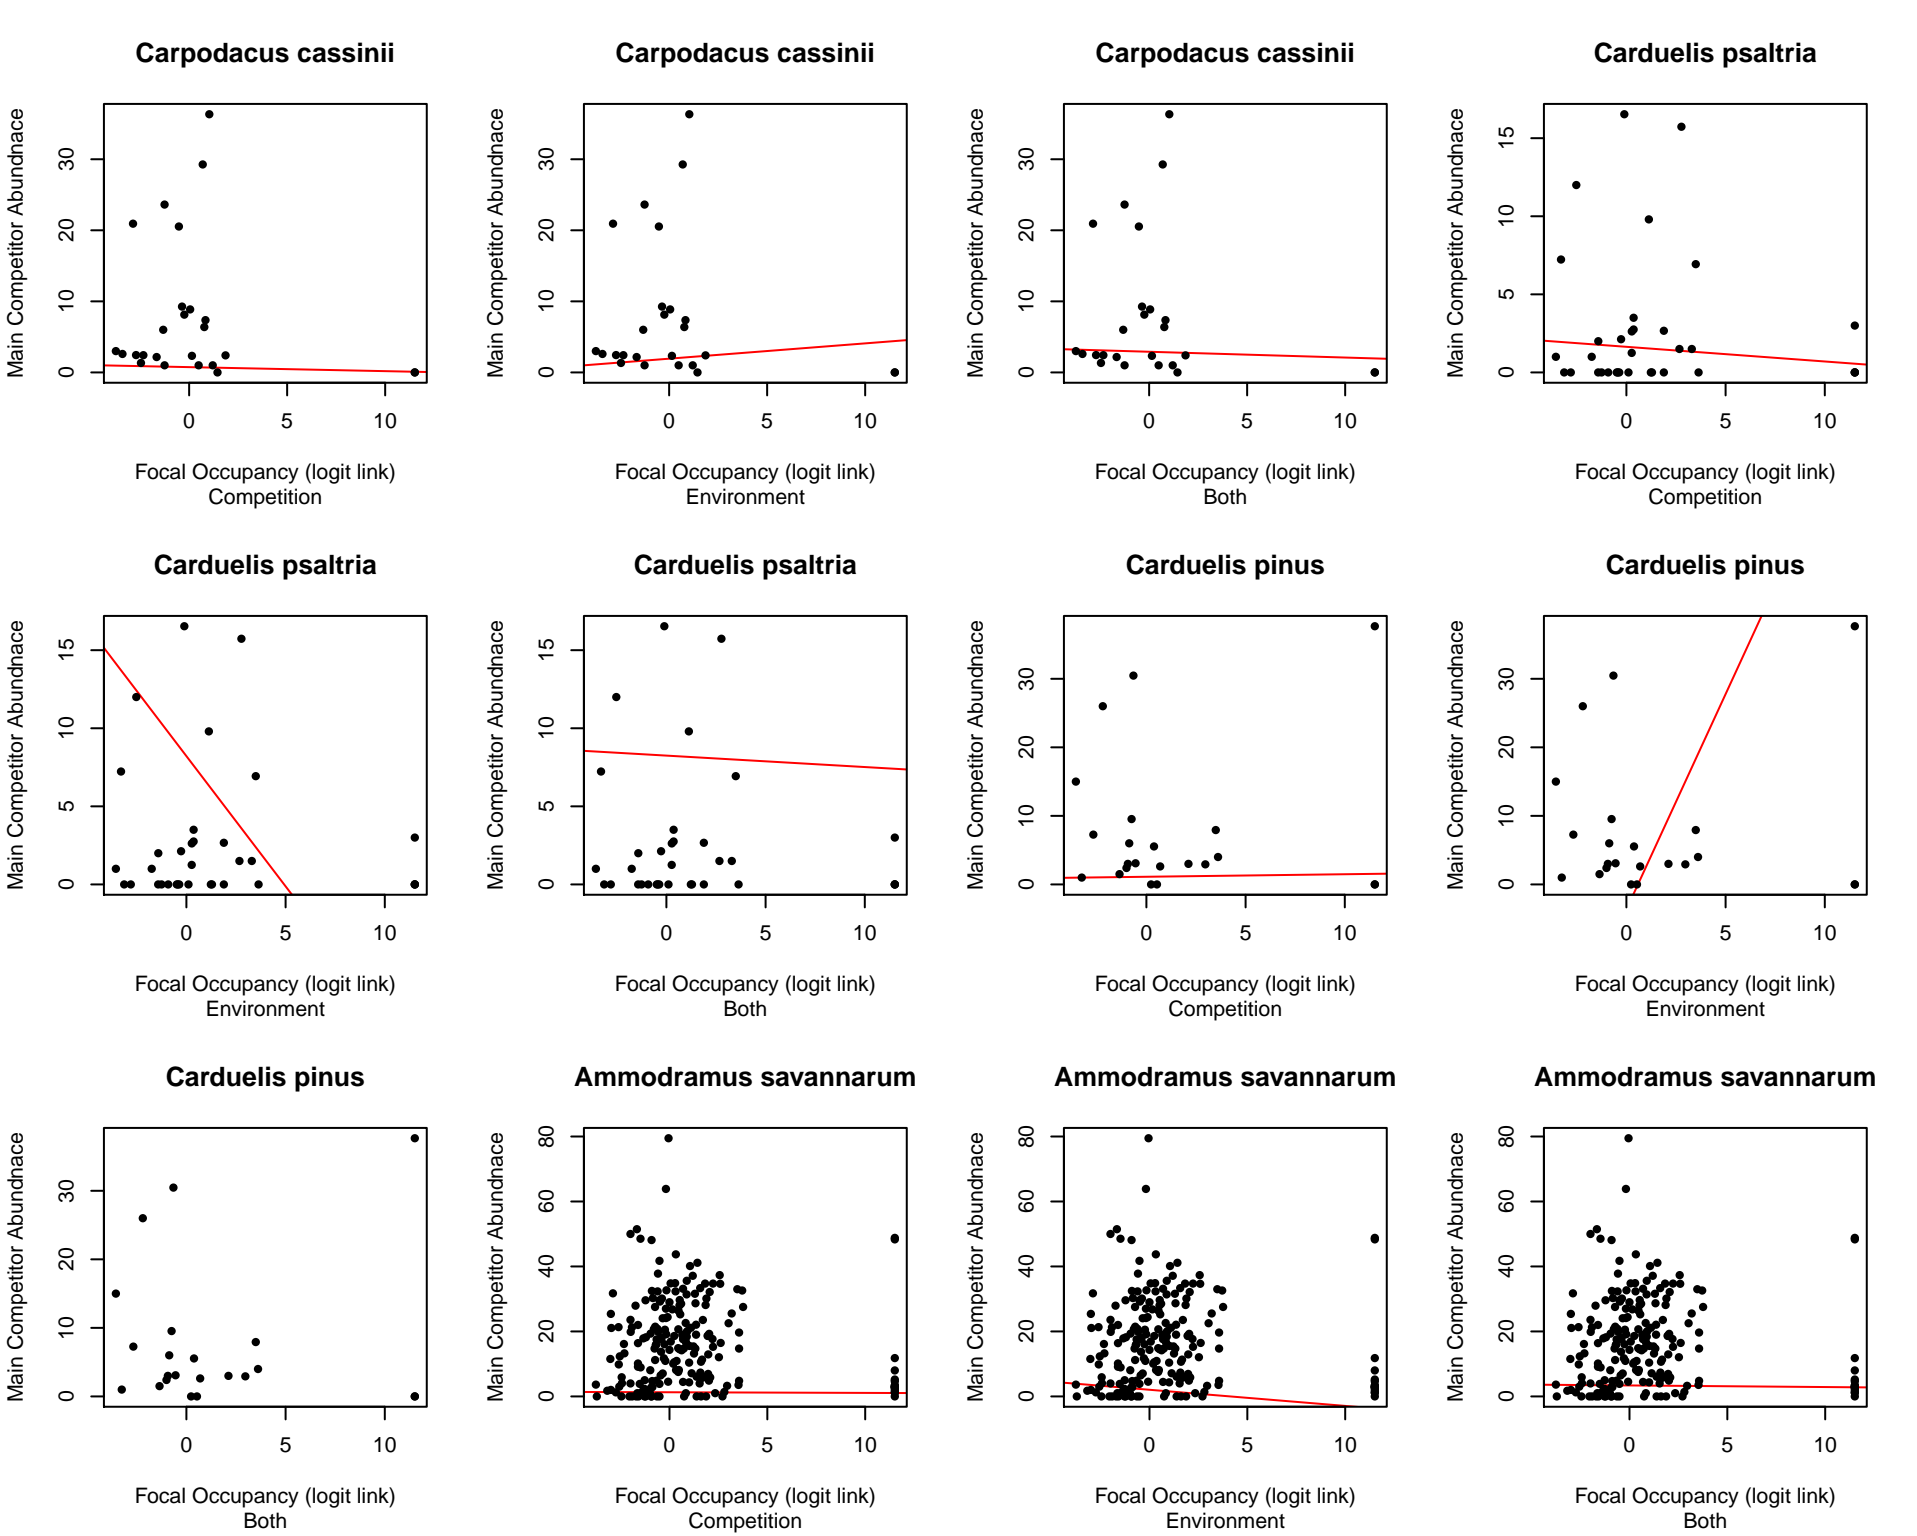 Carpodacus cassinii
Main Competitor Abundnace
0 10 20 30
0 5 10
Focal Occupancy (logit link)
Competition
Carpodacus cassinii
Main Competitor Abundnace
0 10 20 30
0 5 10
Focal Occupancy (logit link)
Environment
Carpodacus cassinii
Main Competitor Abundnace
0 10 20 30
0 5 10
Focal Occupancy (logit link)
Both
Carduelis psaltria
Main Competitor Abundnace
0 5 10 15
0 5 10
Focal Occupancy (logit link)
Competition
Carduelis psaltria
Main Competitor Abundnace
0 5 10 15
0 5 10
Focal Occupancy (logit link)
Environment
Carduelis psaltria
Main Competitor Abundnace
0 5 10 15
0 5 10
Focal Occupancy (logit link)
Both
Carduelis pinus
Main Competitor Abundnace
0 10 20 30
0 5 10
Focal Occupancy (logit link)
Competition
Carduelis pinus
Main Competitor Abundnace
0 10 20 30
0 5 10
Focal Occupancy (logit link)
Environment
Carduelis pinus
Main Competitor Abundnace
0 10 20 30
0 5 10
Focal Occupancy (logit link)
Both
Ammodramus savannarum
Main Competitor Abundnace
0 20 40 60 80
0 5 10
Focal Occupancy (logit link)
Competition
Ammodramus savannarum
Main Competitor Abundnace
0 20 40 60 80
0 5 10
Focal Occupancy (logit link)
Environment
Ammodramus savannarum
Main Competitor Abundnace
0 20 40 60 80
0 5 10
Focal Occupancy (logit link)
Both